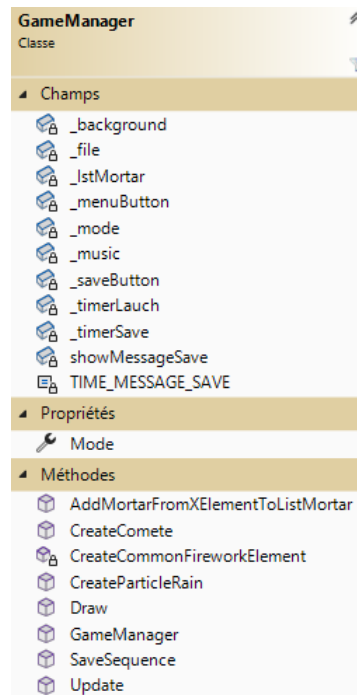 GameManager
Classe
Champs
_background
_file
_lstMortar
_menuButton
_mode
_music
_saveButton
_timerLauch
_timerSave
showMessageSave
TIME_MESSAGE_SAVE
Propriétés
Mode
Méthodes
AddMortarFromXElementToListMortar
CreateComete
CreateCommonFireworkElement
CreateParticleRain
Draw
GameManager
SaveSequence
Update